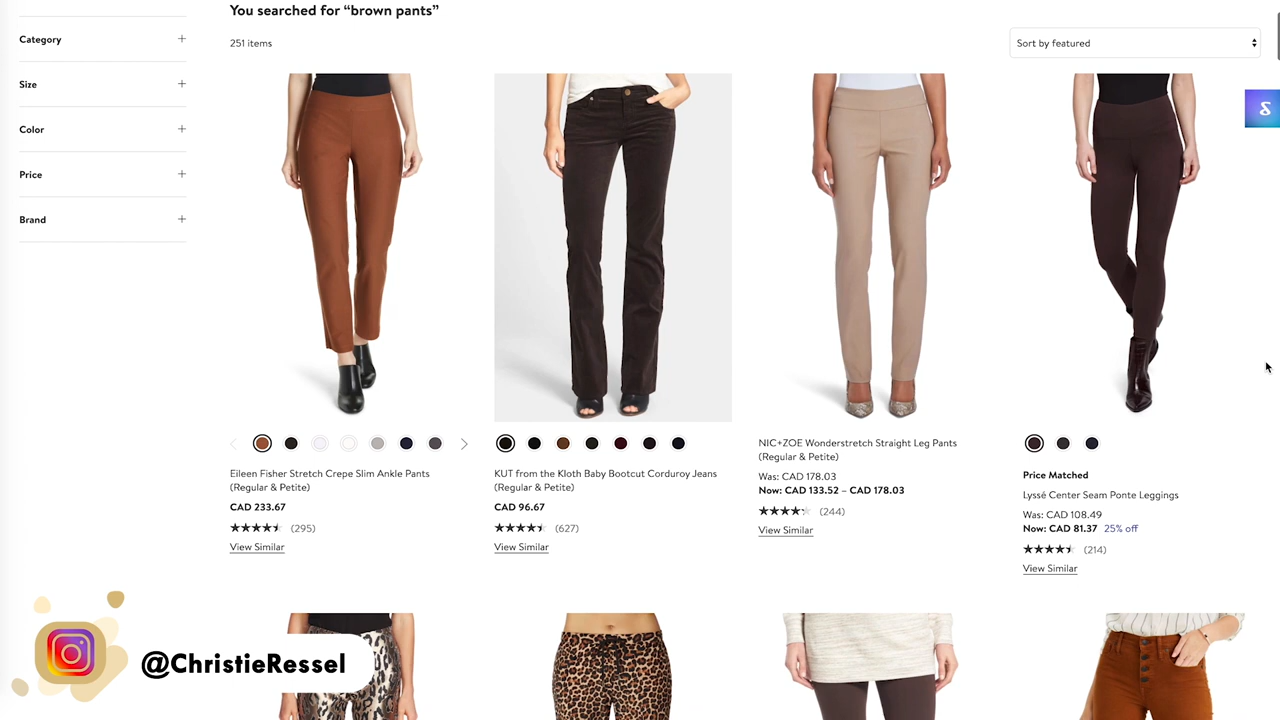 You searched for “brown pants”
251 items
Sort by featured
Category
Size
Color
Price
Brand
Eileen Fisher Stretch Crepe Slim Ankle Pants
(Regular & Petite)
CAD 233.67
(295)
View Similar
KUT from the Kloth Baby Bootcut Corduroy Jeans
(Regular & Petite)
CAD 96.67
(627)
View Similar
NIC+ZOE Wonderstretch Straight Leg Pants
(Regular & Petite)
Was: CAD 178.03
Now: CAD 133.52 – CAD 178.03
(244)
View Similar
Price Matched
Lyssé Center Seam Ponte Leggings
Was: CAD 108.49
Now: CAD 81.37 25% off
(214)
View Similar
@ChristieRessel